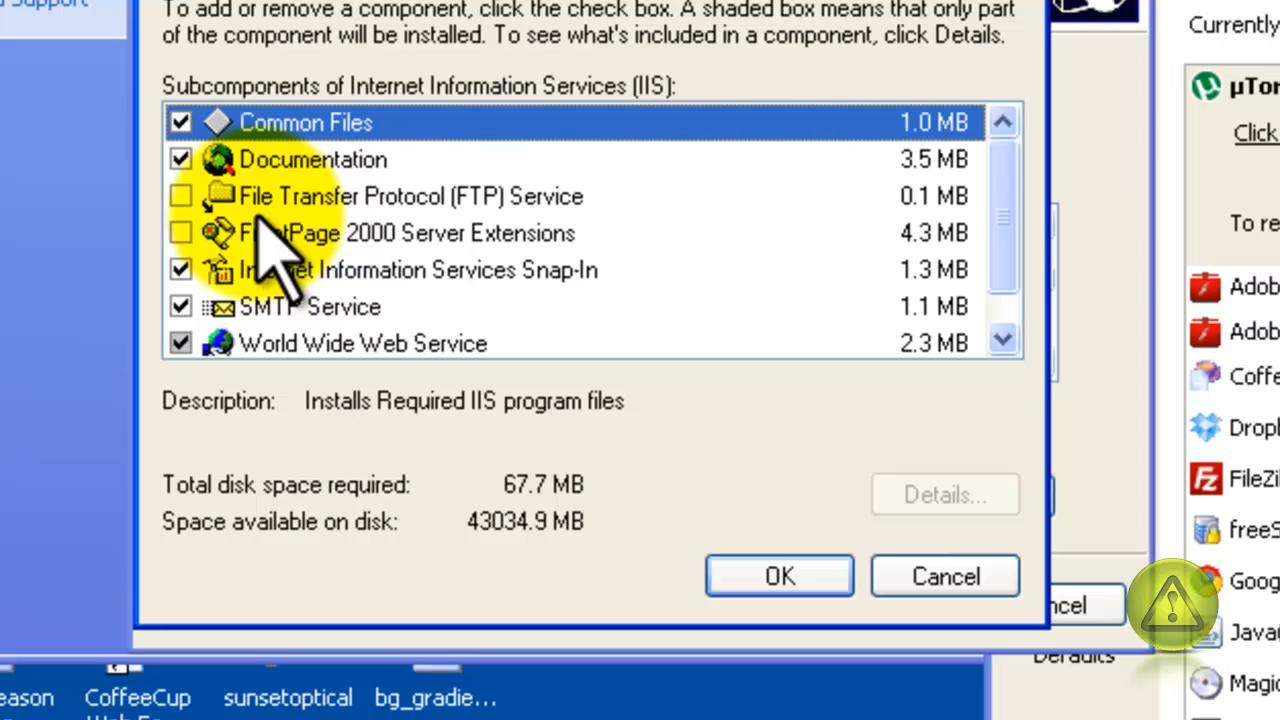 d Support
To add or remove a component, click the check box. A shaded box means that only part
of the component will be installed. To see what's included in a component, click Details.
Subcomponents of Internet Information Services (IIS):
Common Files 1.0 MB
Documentation 3.5 MB
File Transfer Protocol (FTP) Service 0.1 MB
FrontPage 2000 Server Extensions 4.3 MB
Internet Information Services Snap-In 1.3 MB
SMTP Service 1.1 MB
World Wide Web Service 2.3 MB
Description: Installs Required IIS program files
Total disk space required: 67.7 MB
Space available on disk: 43034.9 MB
Details...
OK
Cancel
ncel
Defaults
Currently
µTor
Click
To re
Adob
Adob
Coffe
Dropl
FileZil
freeS
Goog
Java(
Magic
eason
CoffeeCup
sunsetoptical
bg_gradie...